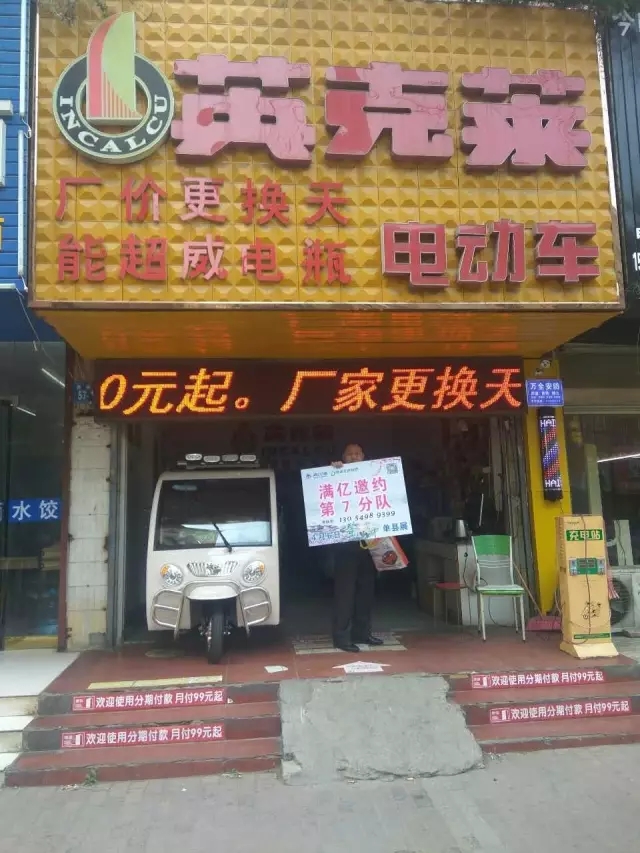 INCALCU
英克莱
厂价更换天
能超威电瓶
电动车
0元起。厂家更换天
万全安防
57
HAI
水饺
满亿邀约
第7分队
单县展
充电站
欢迎使用分期付款 月付99元起
欢迎使用分期付款 月付99元起
欢迎使用分期付款 月付99元起
欢迎使用分期付款 月付99元起